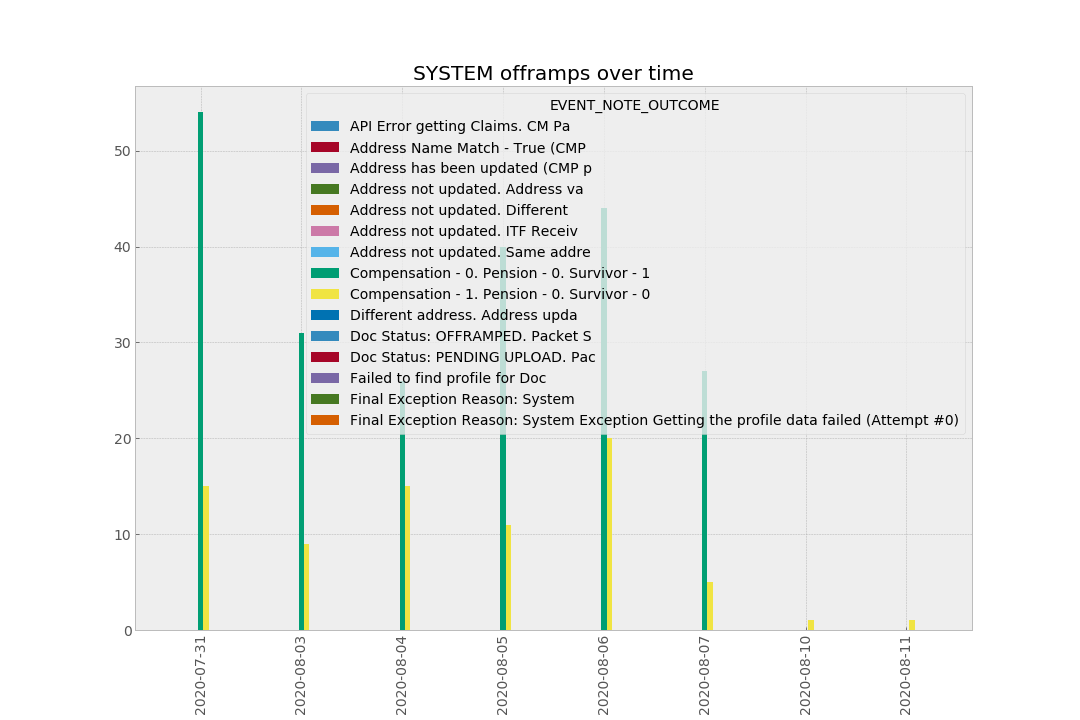 SYSTEM offramps over time
EVENT_NOTE_OUTCOME
API Error getting Claims. CM Pa
Address Name Match - True (CMP
Address has been updated (CMP p
Address not updated. Address va
Address not updated. Different
Address not updated. ITF Receiv
Address not updated. Same addre
Compensation - 0. Pension - 0. Survivor - 1
Compensation - 1. Pension - 0. Survivor - 0
Different address. Address upda
Doc Status: OFFRAMPED. Packet S
Doc Status: PENDING UPLOAD. Pac
Failed to find profile for Doc
Final Exception Reason: System
Final Exception Reason: System Exception Getting the profile data failed (Attempt #0)
50
40
30
20
10
0
2020-07-31
2020-08-03
2020-08-04
2020-08-05
2020-08-06
2020-08-07
2020-08-10
2020-08-11